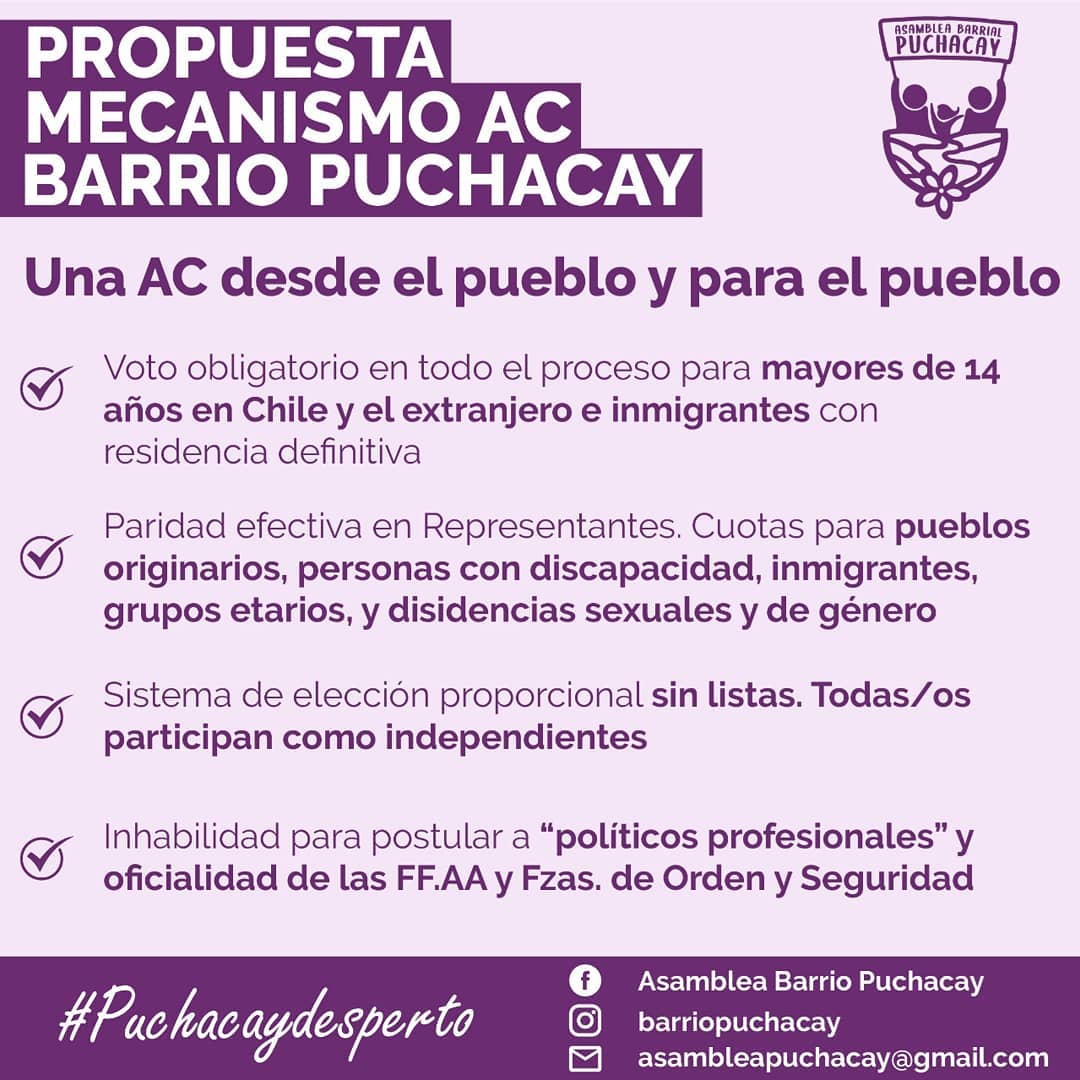 PROPUESTA
MECANISMO AC
BARRIO PUCHACAY
ASAMBLEA BARRIAL
PUCHACAY
Una AC desde el pueblo y para el pueblo
Voto obligatorio en todo el proceso para mayores de 14
años en Chile y el extranjero e inmigrantes con
residencia definitiva
Paridad efectiva en Representantes. Cuotas para pueblos
originarios, personas con discapacidad, inmigrantes,
grupos etarios, y disidencias sexuales y de género
Sistema de elección proporcional sin listas. Todas/os
participan como independientes
Inhabilidad para postular a “políticos profesionales” y
oficialidad de las FF.AA y Fzas. de Orden y Seguridad
#Puchacaydesperto
Asamblea Barrio Puchacay
barriopuchacay
asambleapuchacay@gmail.com